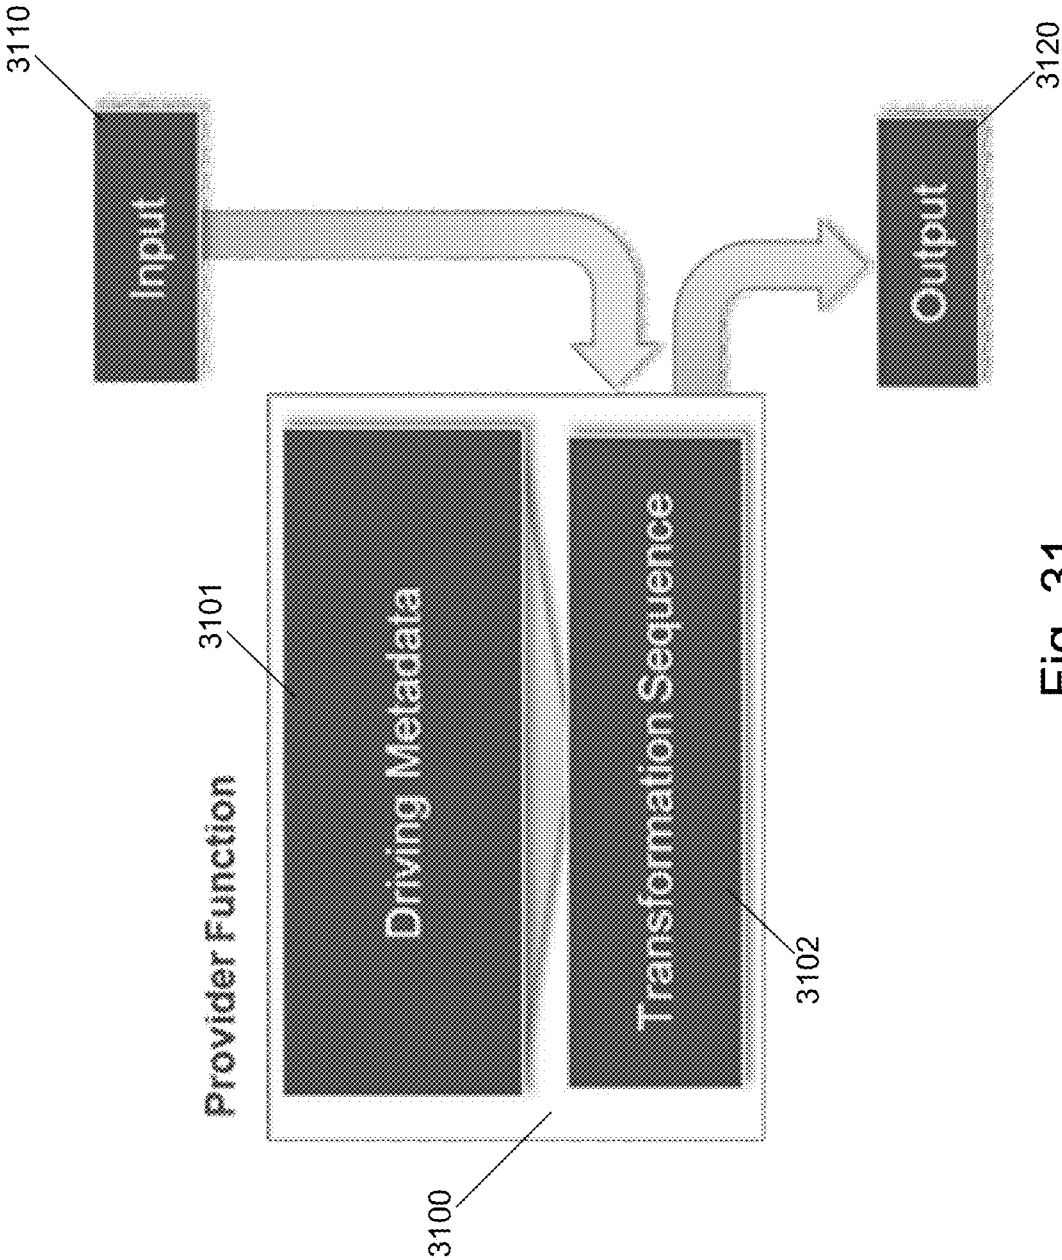 Provider Function
3100
3101
Driving Metadata
Transformation Sequence
3102
3110
Input
Output
3120
Fig. 31